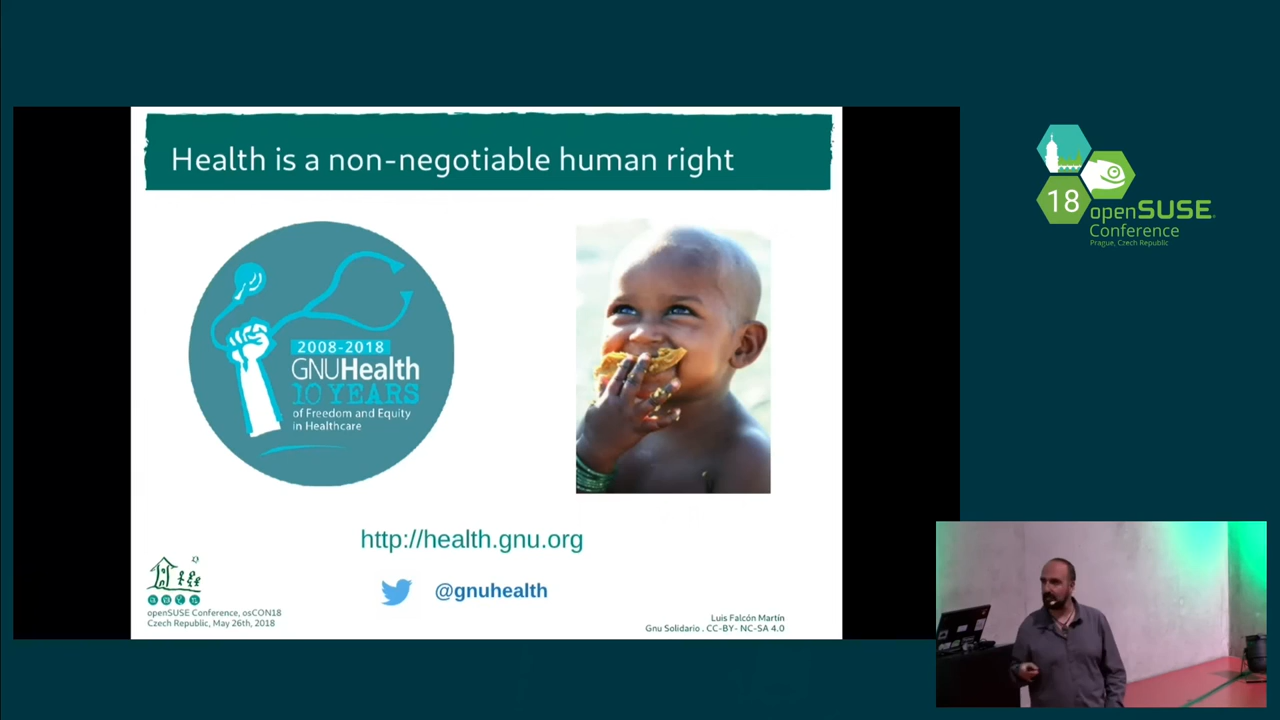 Health is a non-negotiable human right
2008-2018
GNUHealth
10 YEARS
of Freedom and Equity
in Healthcare
http://health.gnu.org
@gnuhealth
openSUSE Conference, osCON18
Czech Republic, May 26th, 2018
Luis Falcón Martín
Gnu Solidario . CC-BY- NC-SA 4.0
18
openSUSE
Conference
Prague, Czech Republic